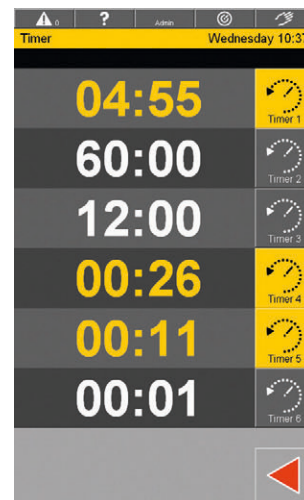 0 ? Admin
Timer Wednesday 10:37
04:55
Timer 1
60:00
Timer 2
12:00
Timer 3
00:26
Timer 4
00:11
Timer 5
00:01
Timer 6